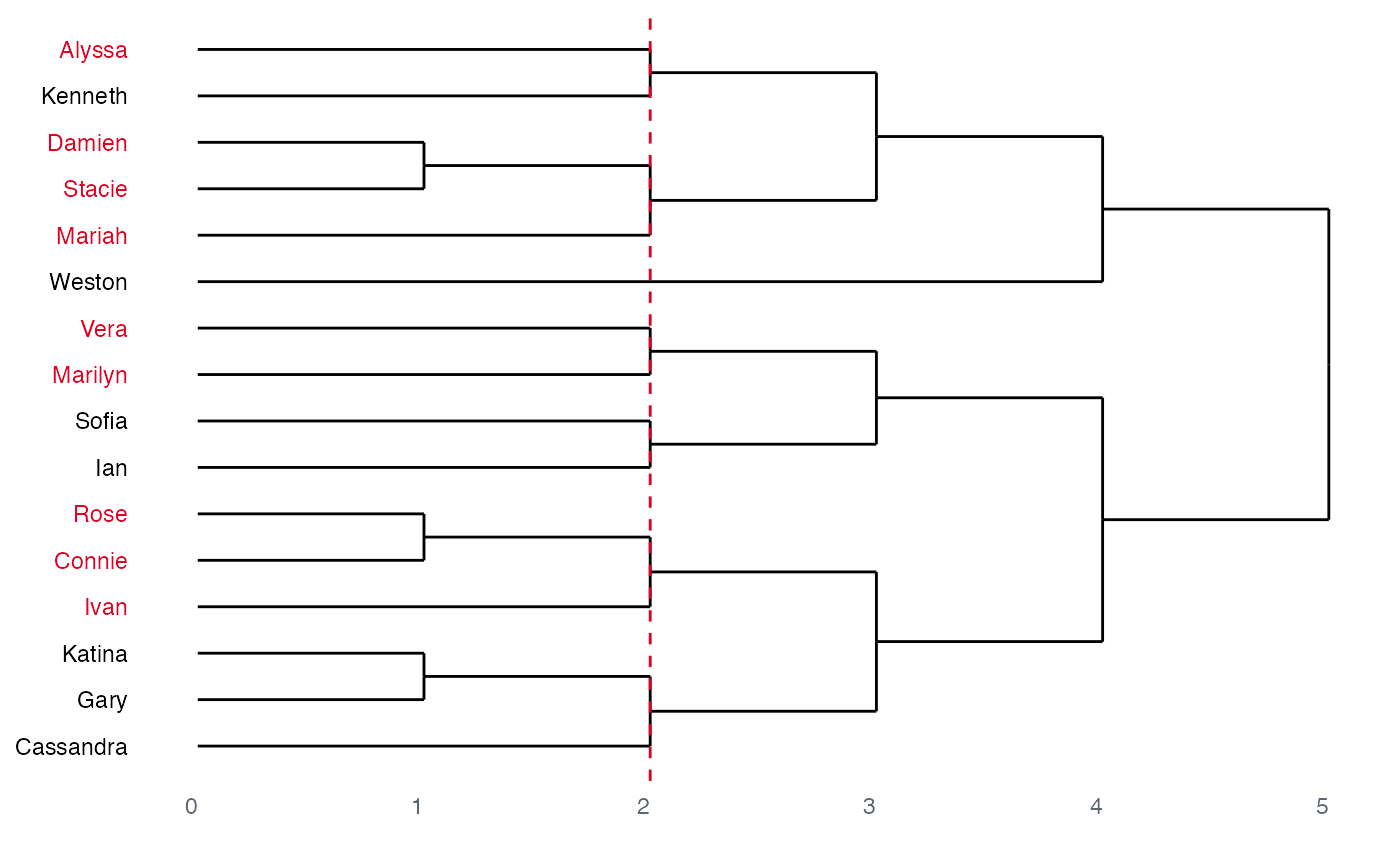 Alyssa
Kenneth
Damien
Stacie
Mariah
Weston
Vera
Marilyn
Sofia
Ian
Rose
Connie
Ivan
Katina
Gary
Cassandra
0 1 2 3 4 5